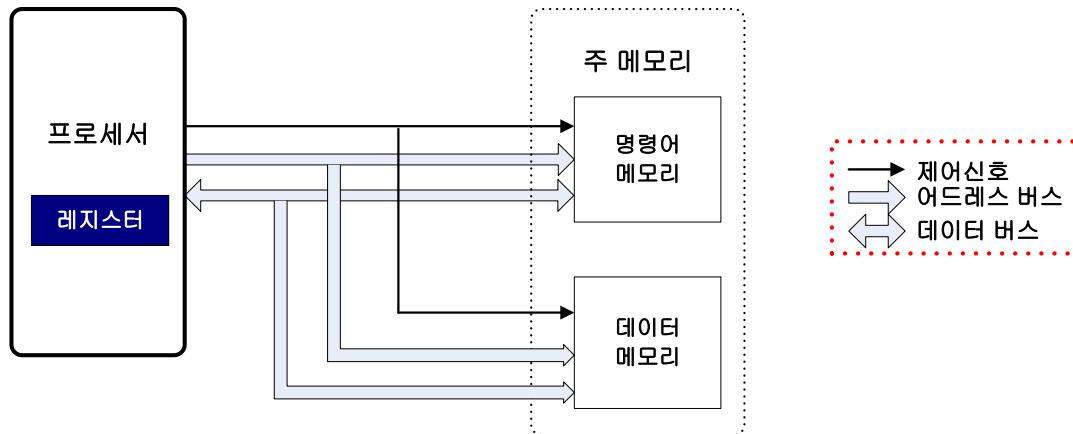 프로세서
레지스터
주 메모리
명령어
메모리
데이터
메모리
제어신호
어드레스 버스
데이터 버스